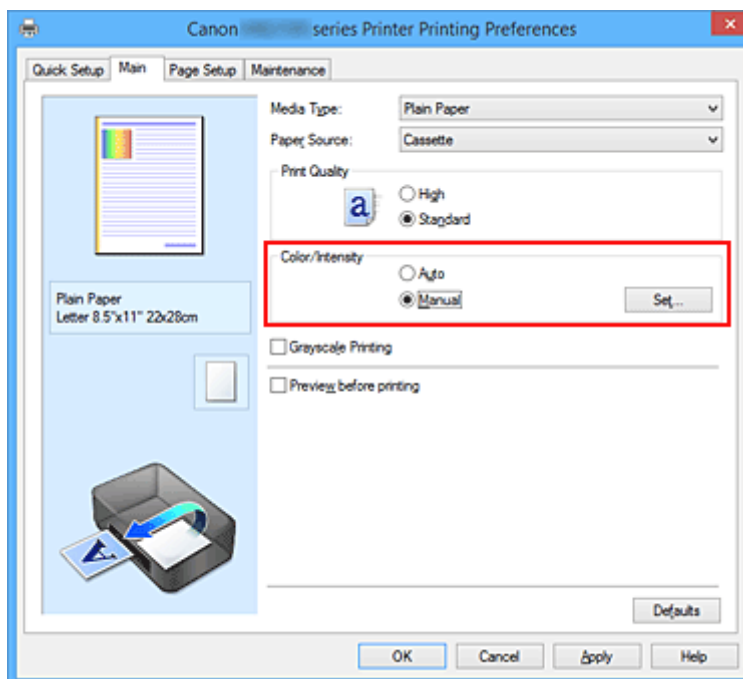 Canon series Printer Printing Preferences
Quick Setup Main Page Setup Maintenance
Media Type: Plain Paper
Paper Source: Cassette
Print Quality
a
High
Standard
Color/Intensity
Auto
Manual
Set...
Plain Paper
Letter 8.5"x11" 22x28cm
Grayscale Printing
Preview before printing
A
Defaults
OK Cancel Apply Help